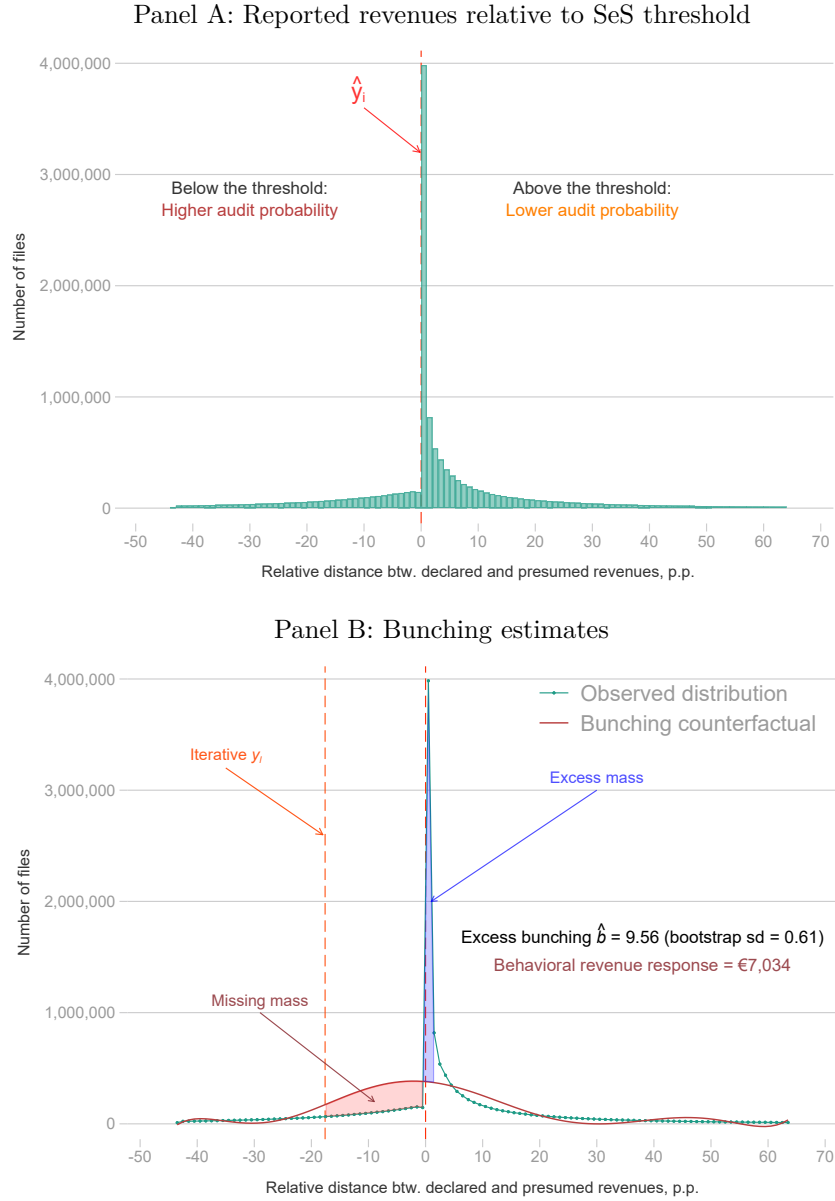 Panel A: Reported revenues relative to SeS threshold
4,000,000
ŷi
3,000,000
Below the threshold:
Higher audit probability
Above the threshold:
Lower audit probability
Number of files
2,000,000
1,000,000
0
-50 -40 -30 -20 -10 0 10 20 30 40 50 60 70
Relative distance btw. declared and presumed revenues, p.p.
Panel B: Bunching estimates
4,000,000
Observed distribution
Bunching counterfactual
Iterative yl
Excess mass
3,000,000
Number of files
2,000,000
Excess bunching b̂ = 9.56 (bootstrap sd = 0.61)
Behavioral revenue response = €7,034
Missing mass
1,000,000
0
-50 -40 -30 -20 -10 0 10 20 30 40 50 60 70
Relative distance btw. declared and presumed revenues, p.p.